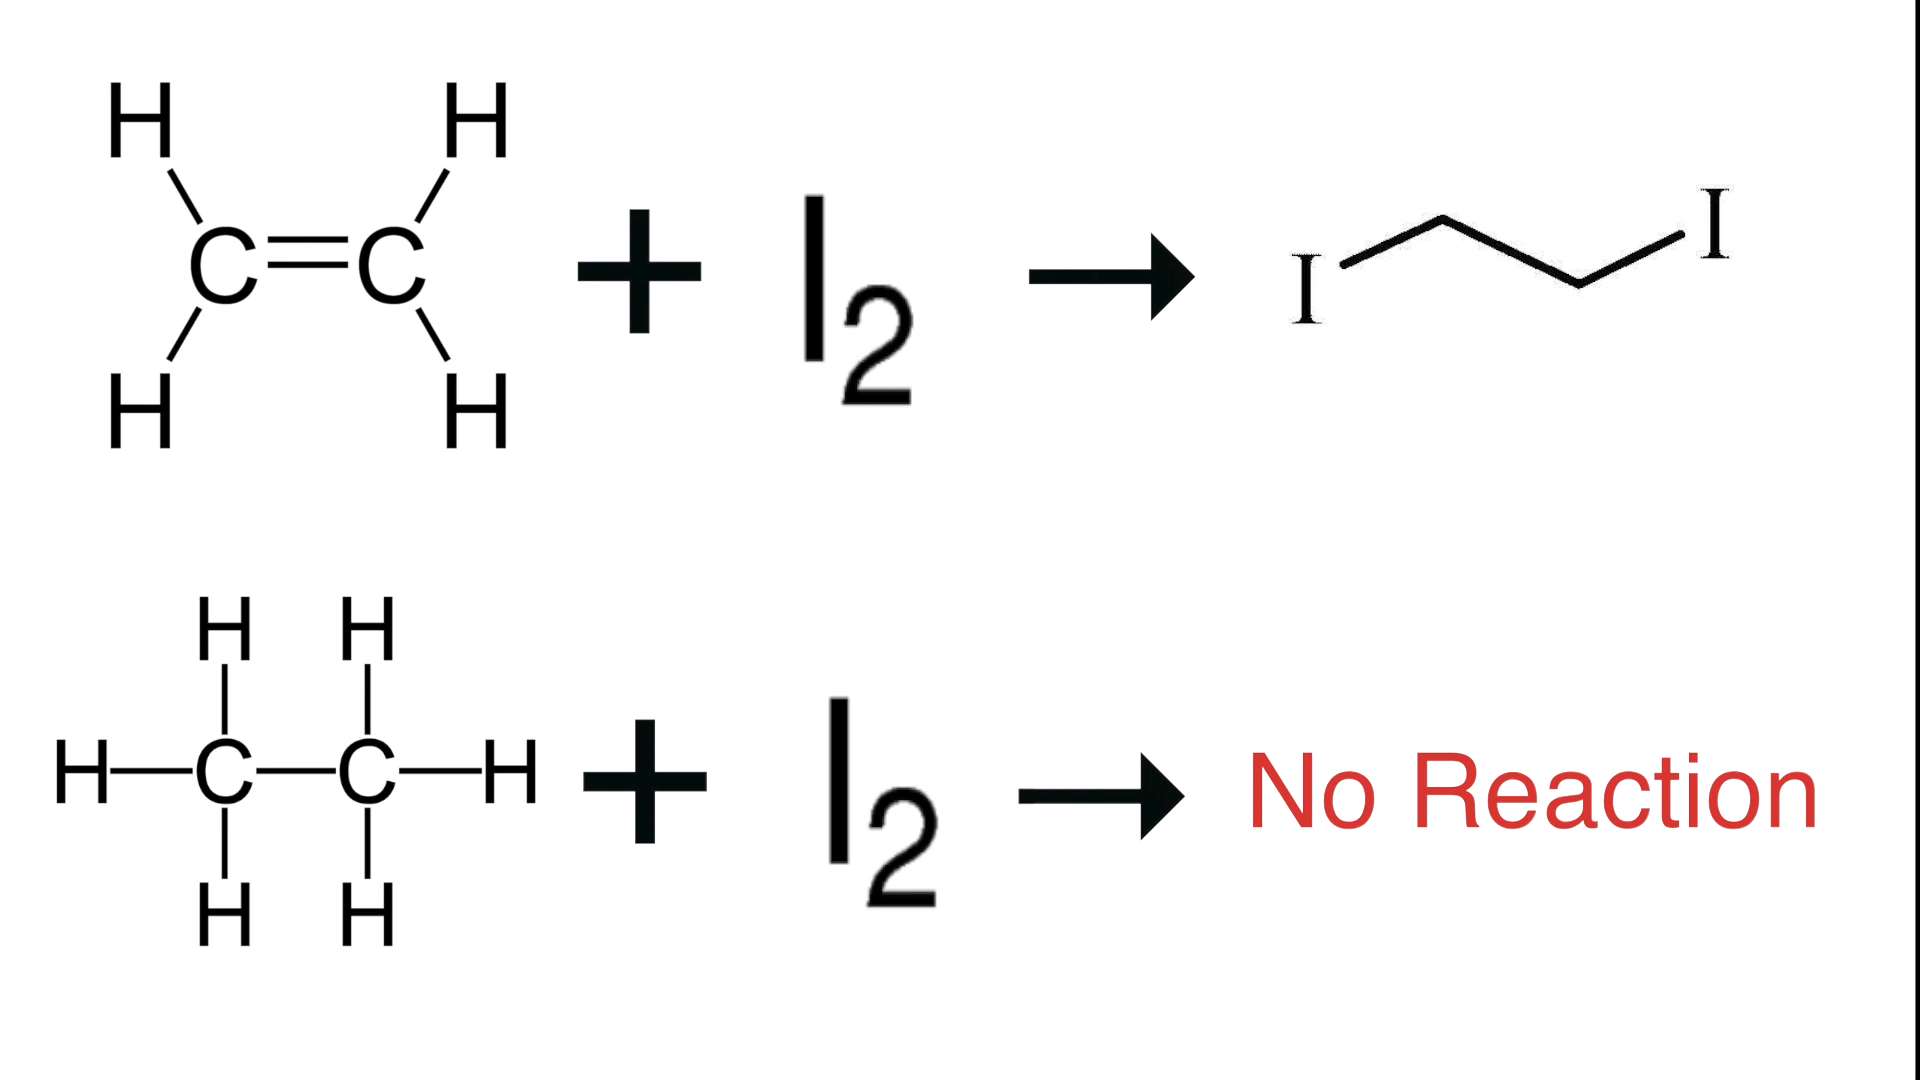 H H
C=C + I₂ → I I
H H
H H
H—C—C—H + I₂ → No Reaction
H H